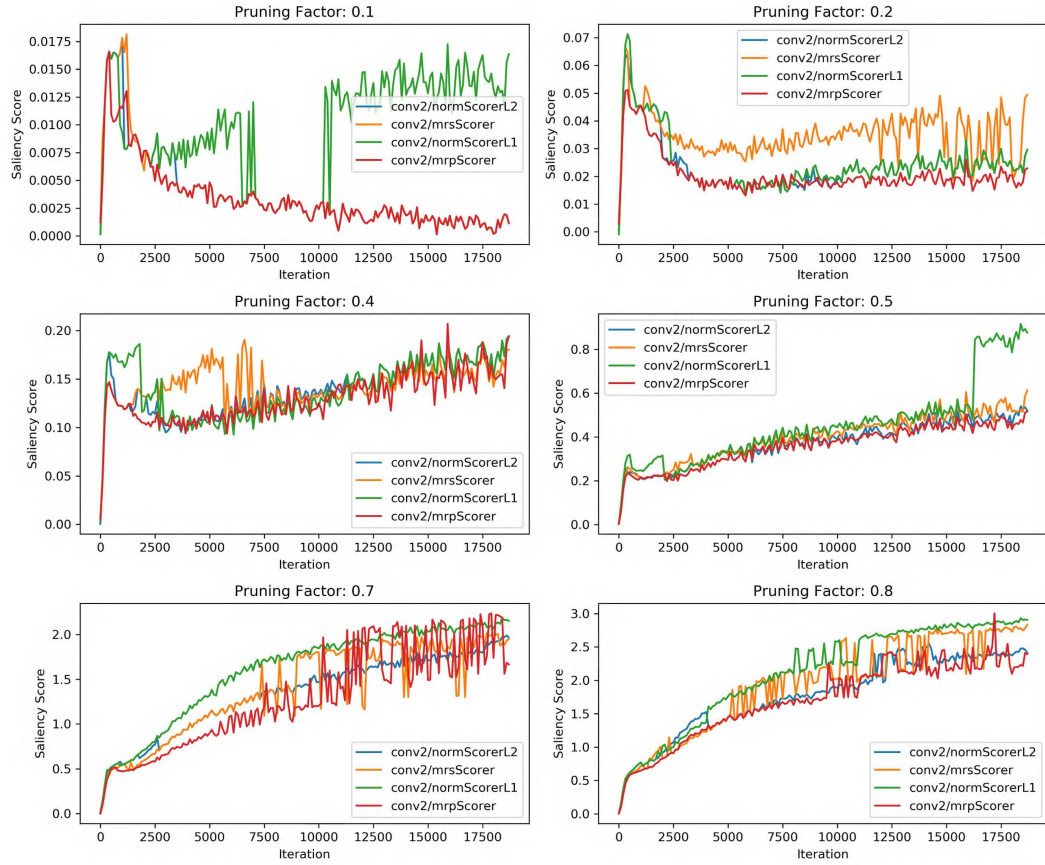 Pruning Factor: 0.1
0.0175
0.0150
0.0125
0.0100
0.0075
0.0050
0.0025
0.0000
Saliency Score
conv2/normScorerL2
conv2/mrsScorer
conv2/normScorerL1
conv2/mrpScorer
0 2500 5000 7500 10000 12500 15000 17500
Iteration
Pruning Factor: 0.2
0.07
0.06
0.05
0.04
0.03
0.02
0.01
0.00
Saliency Score
conv2/normScorerL2
conv2/mrsScorer
conv2/normScorerL1
conv2/mrpScorer
0 2500 5000 7500 10000 12500 15000 17500
Iteration
Pruning Factor: 0.4
0.20
0.15
0.10
0.05
0.00
Saliency Score
conv2/normScorerL2
conv2/mrsScorer
conv2/normScorerL1
conv2/mrpScorer
0 2500 5000 7500 10000 12500 15000 17500
Iteration
Pruning Factor: 0.5
0.8
0.6
0.4
0.2
0.0
Saliency Score
conv2/normScorerL2
conv2/mrsScorer
conv2/normScorerL1
conv2/mrpScorer
0 2500 5000 7500 10000 12500 15000 17500
Iteration
Pruning Factor: 0.7
2.0
1.5
1.0
0.5
0.0
Saliency Score
conv2/normScorerL2
conv2/mrsScorer
conv2/normScorerL1
conv2/mrpScorer
0 2500 5000 7500 10000 12500 15000 17500
Iteration
Pruning Factor: 0.8
3.0
2.5
2.0
1.5
1.0
0.5
0.0
Saliency Score
conv2/normScorerL2
conv2/mrsScorer
conv2/normScorerL1
conv2/mrpScorer
0 2500 5000 7500 10000 12500 15000 17500
Iteration